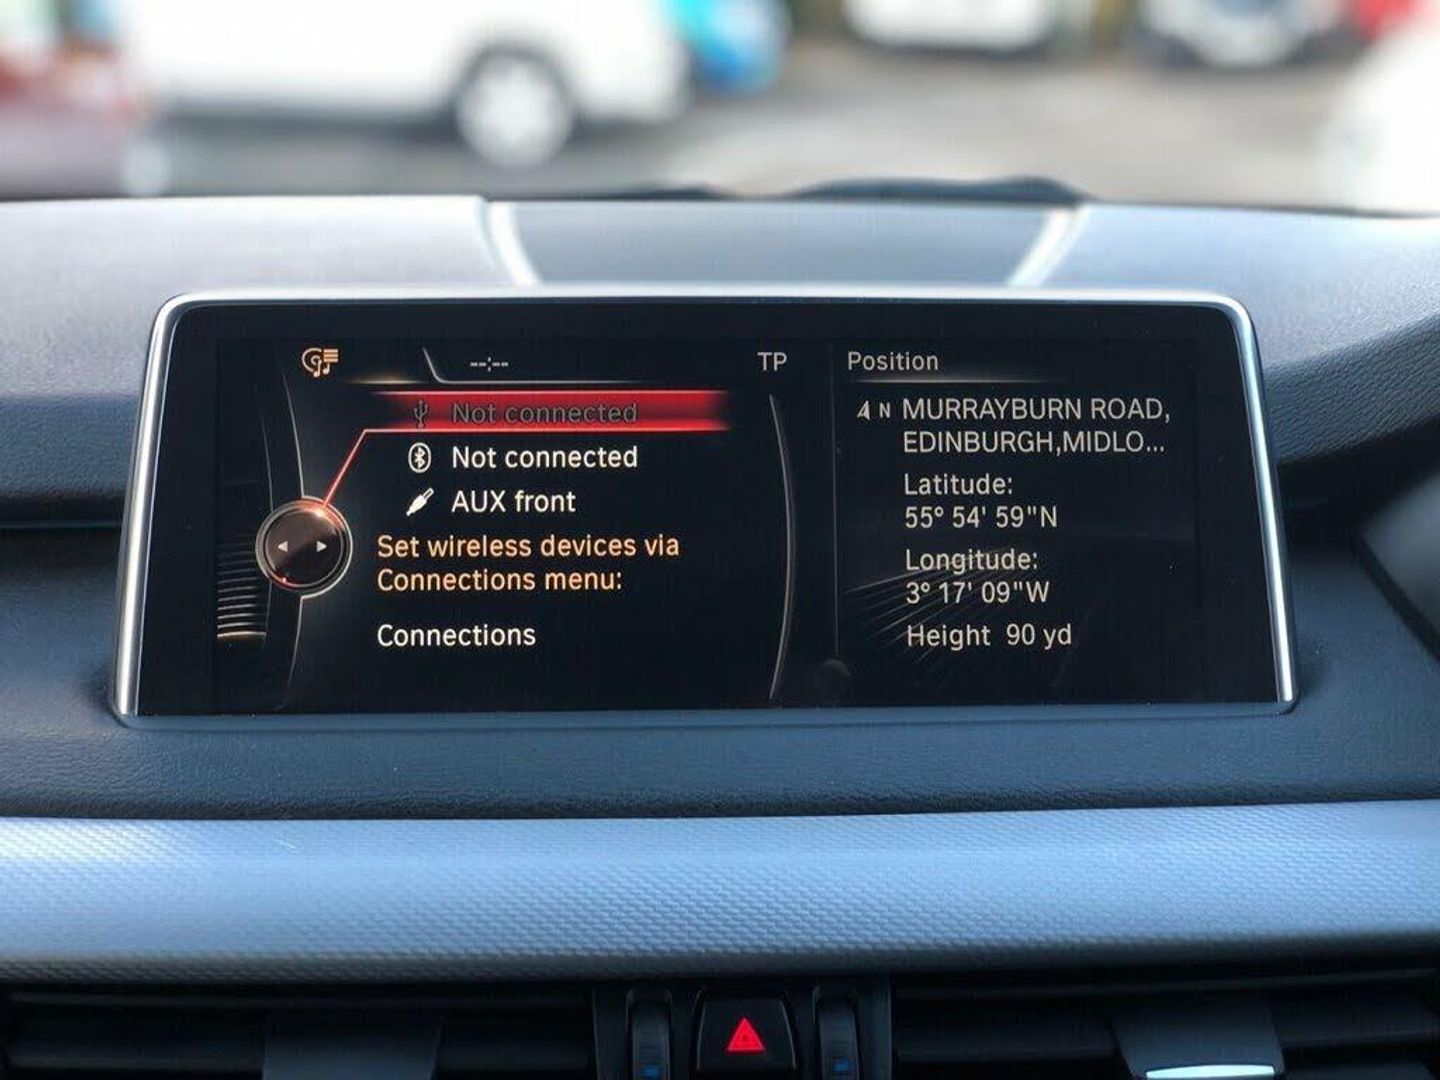 --:--
TP
Not connected
Not connected
AUX front
Set wireless devices via
Connections menu:
Connections
Position
N MURRAYBURN ROAD,
EDINBURGH,MIDLO...
Latitude:
55° 54' 59"N
Longitude:
3° 17' 09"W
Height 90 yd